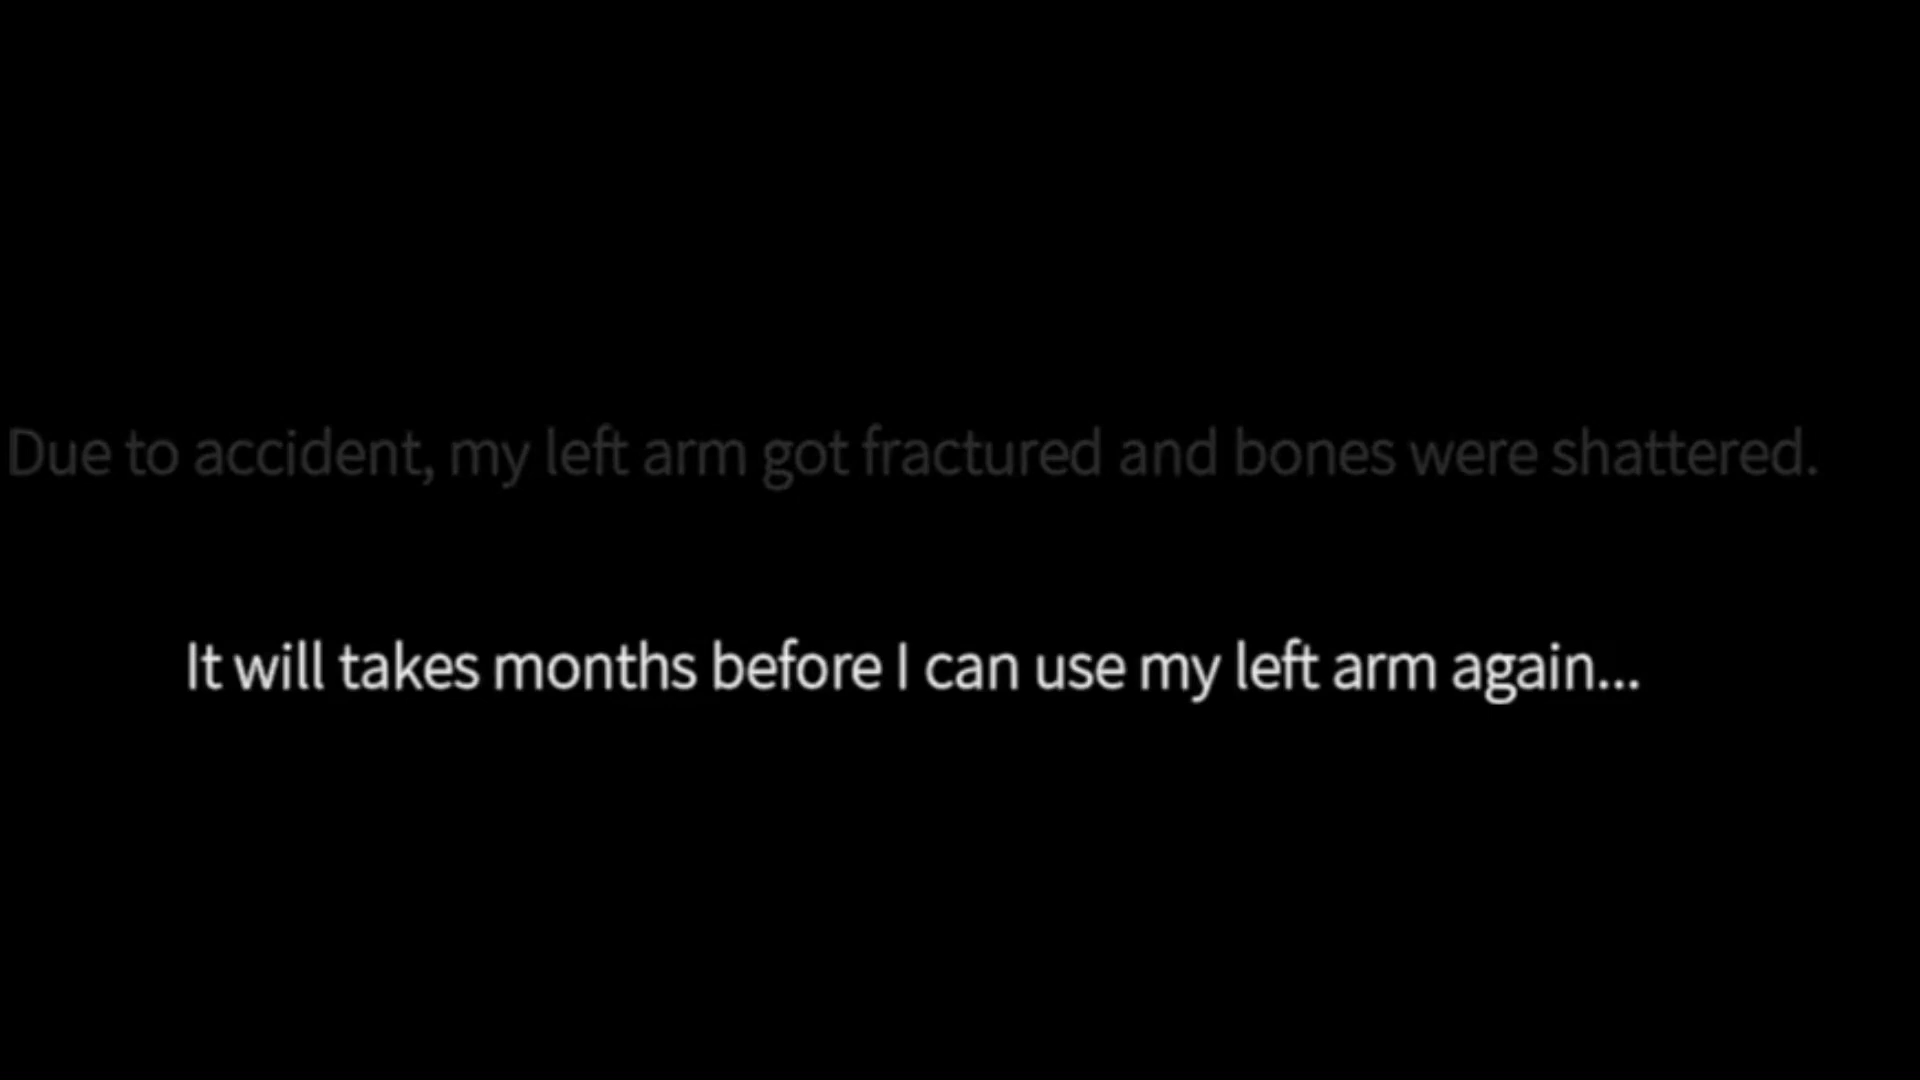 Due to accident, my left arm got fractured and bones were shattered.
It will takes months before I can use my left arm again...